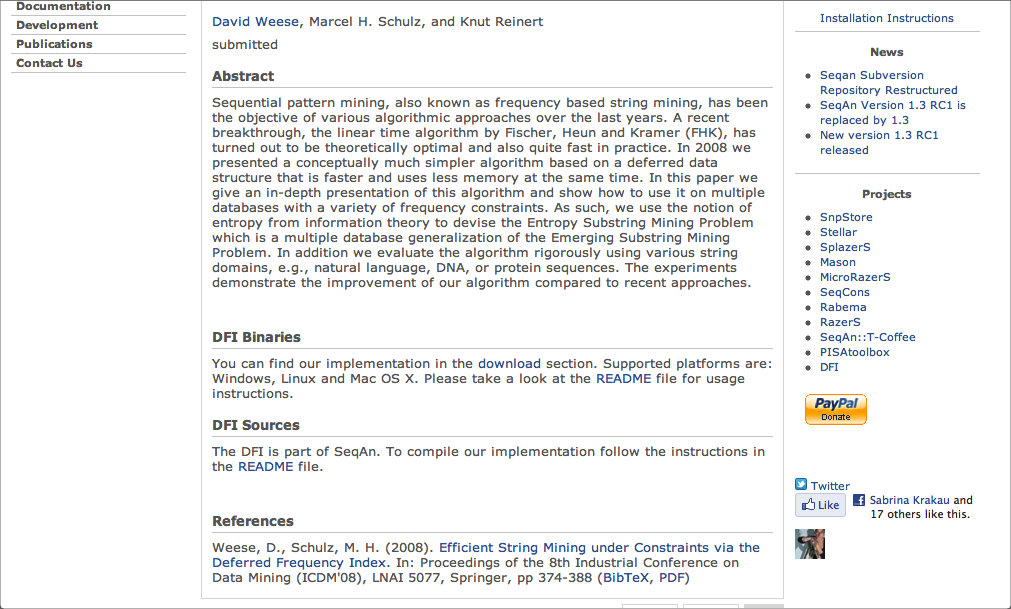 Documentation
Development
Publications
Contact Us
David Weese, Marcel H. Schulz, and Knut Reinert
submitted
Abstract
Sequential pattern mining, also known as frequency based string mining, has been
the objective of various algorithmic approaches over the last years. A recent
breakthrough, the linear time algorithm by Fischer, Heun and Kramer (FHK), has
turned out to be theoretically optimal and also quite fast in practice. In 2008 we
presented a conceptually much simpler algorithm based on a deferred data
structure that is faster and uses less memory at the same time. In this paper we
give an in-depth presentation of this algorithm and show how to use it on multiple
databases with a variety of frequency constraints. As such, we use the notion of
entropy from information theory to devise the Entropy Substring Mining Problem
which is a multiple database generalization of the Emerging Substring Mining
Problem. In addition we evaluate the algorithm rigorously using various string
domains, e.g., natural language, DNA, or protein sequences. The experiments
demonstrate the improvement of our algorithm compared to recent approaches.
DFI Binaries
You can find our implementation in the download section. Supported platforms are:
Windows, Linux and Mac OS X. Please take a look at the README file for usage
instructions.
DFI Sources
The DFI is part of SeqAn. To compile our implementation follow the instructions in
the README file.
References
Weese, D., Schulz, M. H. (2008). Efficient String Mining under Constraints via the
Deferred Frequency Index. In: Proceedings of the 8th Industrial Conference on
Data Mining (ICDM'08), LNAI 5077, Springer, pp 374-388 (BibTeX, PDF)
Installation Instructions
News
Seqan Subversion
Repository Restructured
SeqAn Version 1.3 RC1 is
replaced by 1.3
New version 1.3 RC1
released
Projects
SnpStore
Stellar
SplazerS
Mason
MicroRazerS
SeqCons
Rabema
RazerS
SeqAn::T-Coffee
PISAtoolbox
DFI
PayPal
Donate
Twitter
Like
Sabrina Krakau and
17 others like this.